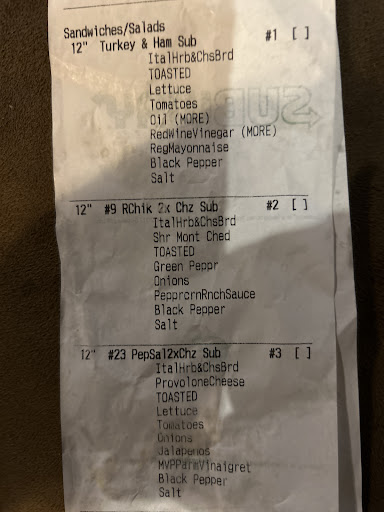 Sandwiches/Salads
12" Turkey & Ham Sub #1 [ ]
ItalHrb&ChsBrd
TOASTED
Lettuce
Tomatoes
Oil (MORE)
RedWineVinegar (MORE)
RegMayonnaise
Black Pepper
Salt
12" #9 RChik 2x Chz Sub #2 [ ]
ItalHrb&ChsBrd
Shr Mont Ched
TOASTED
Green Peppr
Onions
PepprcrnRnchSauce
Black Pepper
Salt
12" #23 PepSal2xChz Sub #3 [ ]
ItalHrb&ChsBrd
ProvoloneCheese
TOASTED
Lettuce
Tomatoes
Onions
Jalapenos
MVPParmVinaigret
Black Pepper
Salt